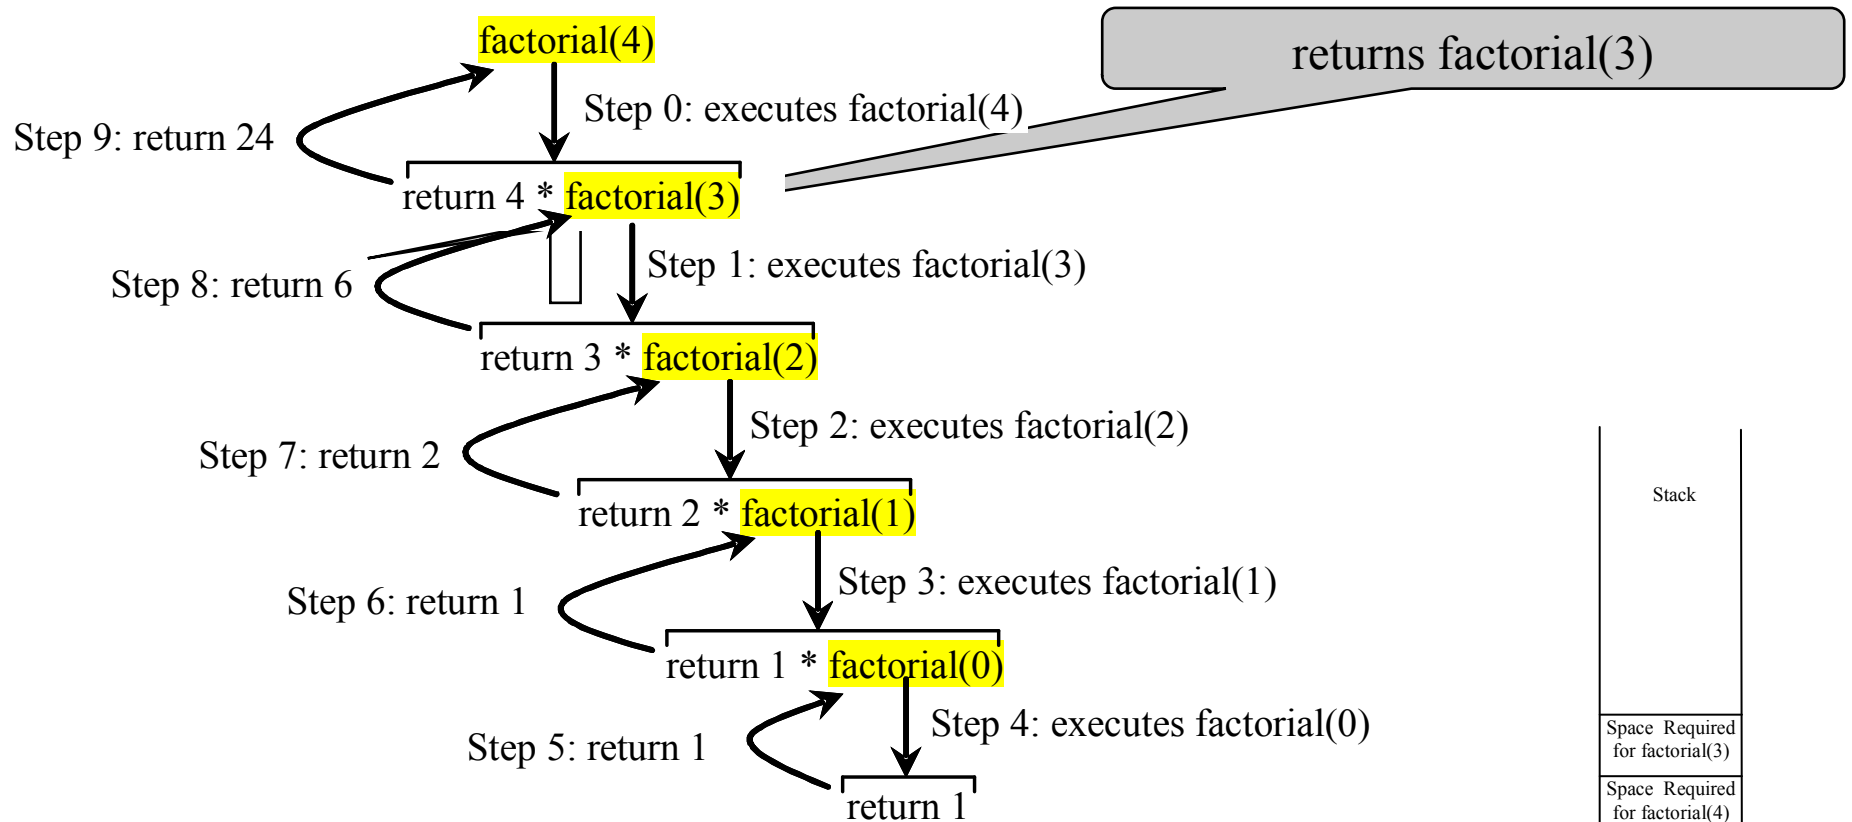 factorial(4)
returns factorial(3)
Step 0: executes factorial(4)
Step 9: return 24
return 4 * factorial(3)
Step 1: executes factorial(3)
Step 8: return 6
return 3 * factorial(2)
Step 2: executes factorial(2)
Step 7: return 2
return 2 * factorial(1)
Step 3: executes factorial(1)
Step 6: return 1
return 1 * factorial(0)
Step 4: executes factorial(0)
Step 5: return 1
return 1
Stack
Space Required
for factorial(3)
Space Required
for factorial(4)